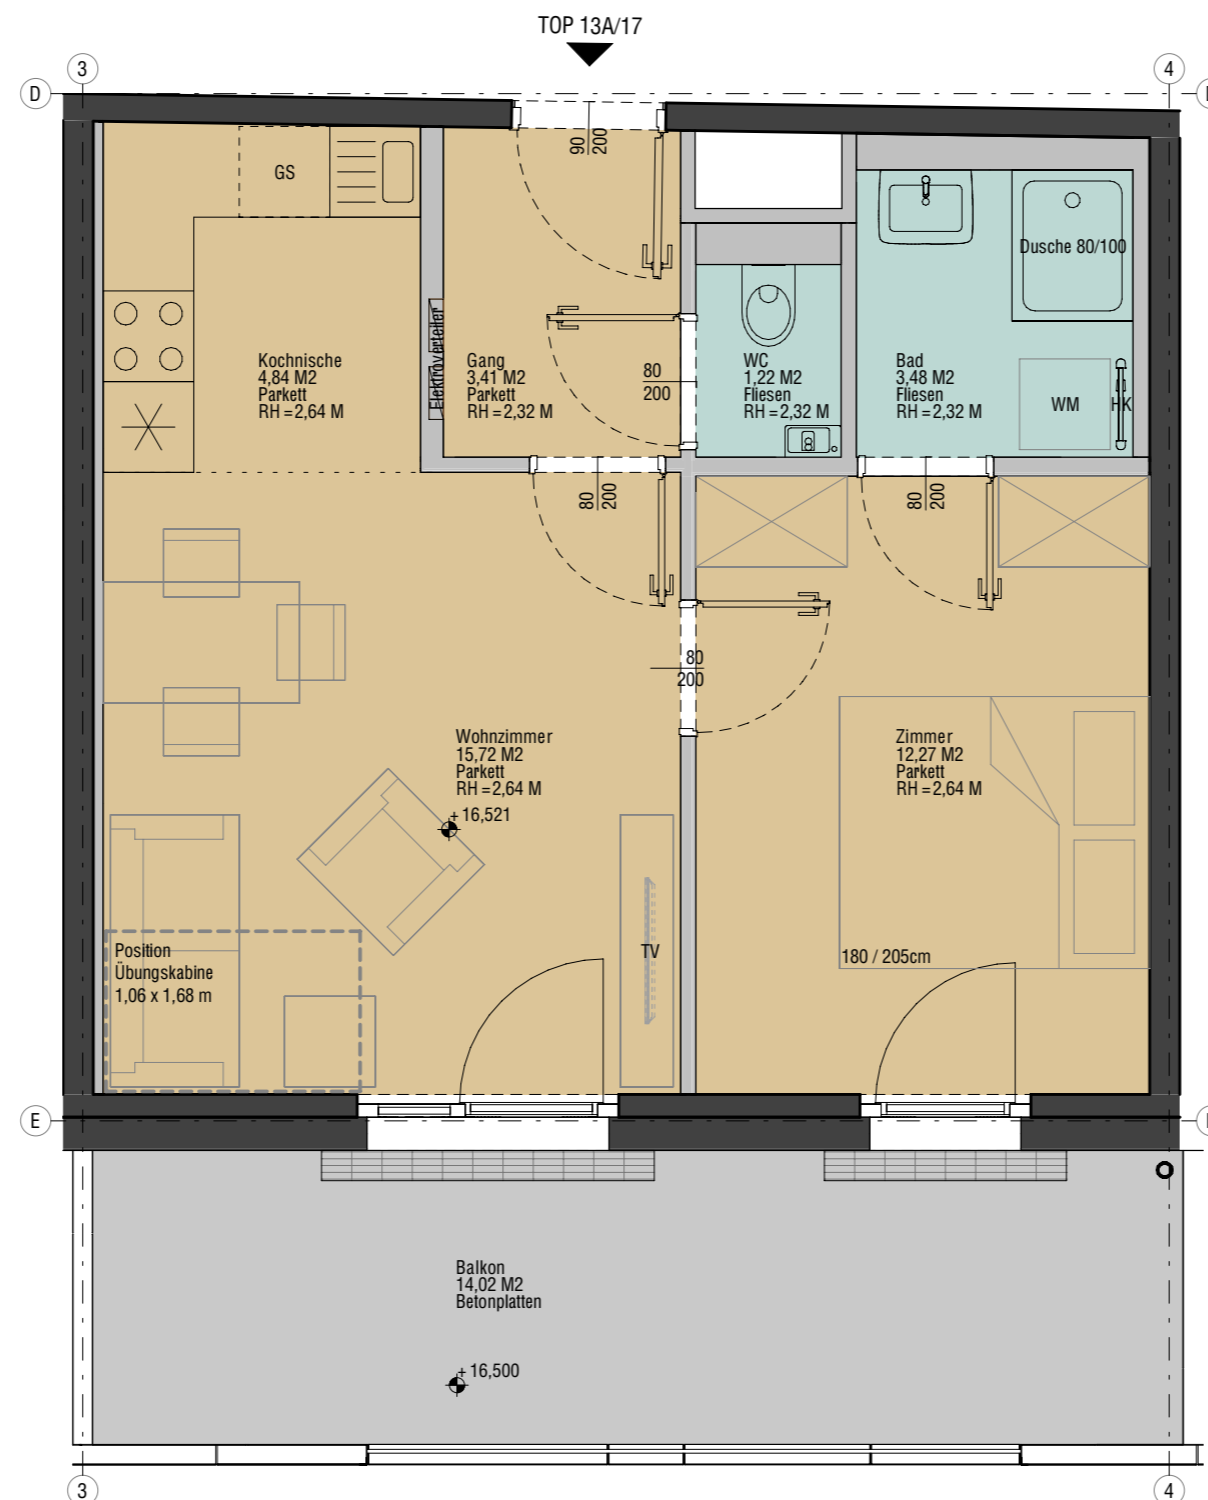 TOP 13A/17
3
4
D
90
200
GS
Dusche 80/100
Elektroverteiler
Kochnische
4,84 M2
Parkett
RH =2,64 M
Gang
3,41 M2
Parkett
RH =2,32 M
80
200
WC
1,22 M2
Fliesen
RH =2,32 M
Bad
3,48 M2
Fliesen
RH =2,32 M
WM
HK
80
200
80
200
80
200
Wohnzimmer
15,72 M2
Parkett
RH =2,64 M
+ 16,521
Zimmer
12,27 M2
Parkett
RH =2,64 M
Position
Übungskabine
1,06 x 1,68 m
TV
180 / 205cm
E
Balkon
14,02 M2
Betonplatten
+ 16,500
3
4